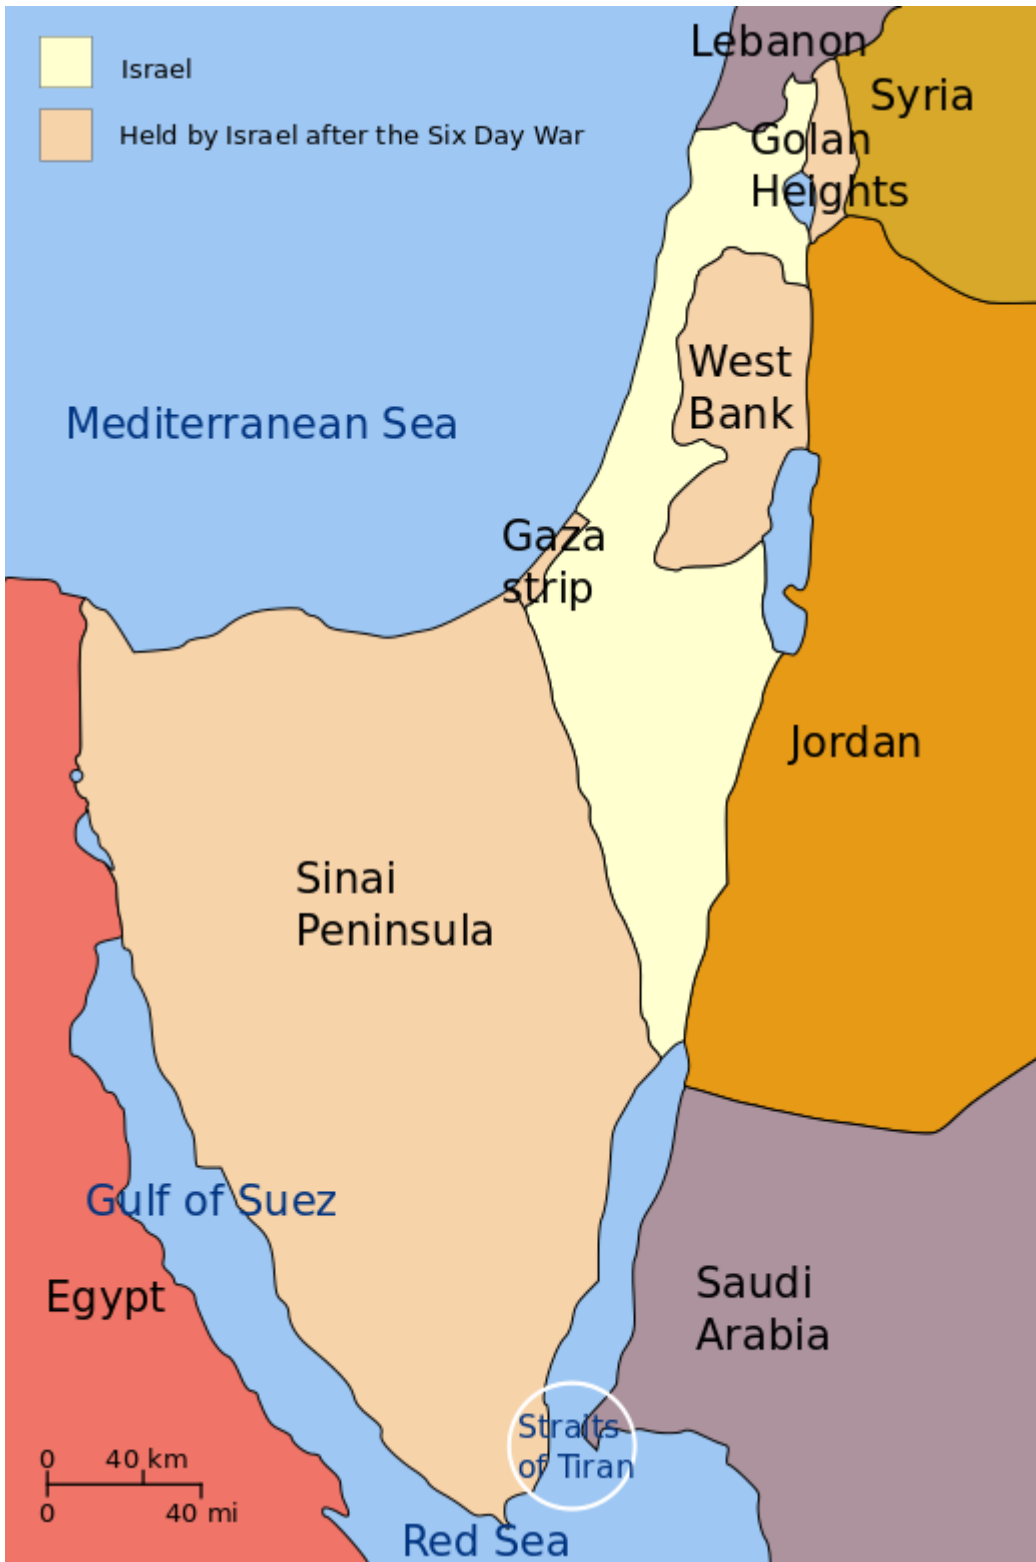 Israel
Held by Israel after the Six Day War
Lebanon
Syria
Golan
Heights
West
Bank
Mediterranean Sea
Gaza
strip
Jordan
Sinai
Peninsula
Gulf of Suez
Egypt
Saudi
Arabia
Straits
of Tiran
0 40 km
0 40 mi
Red Sea